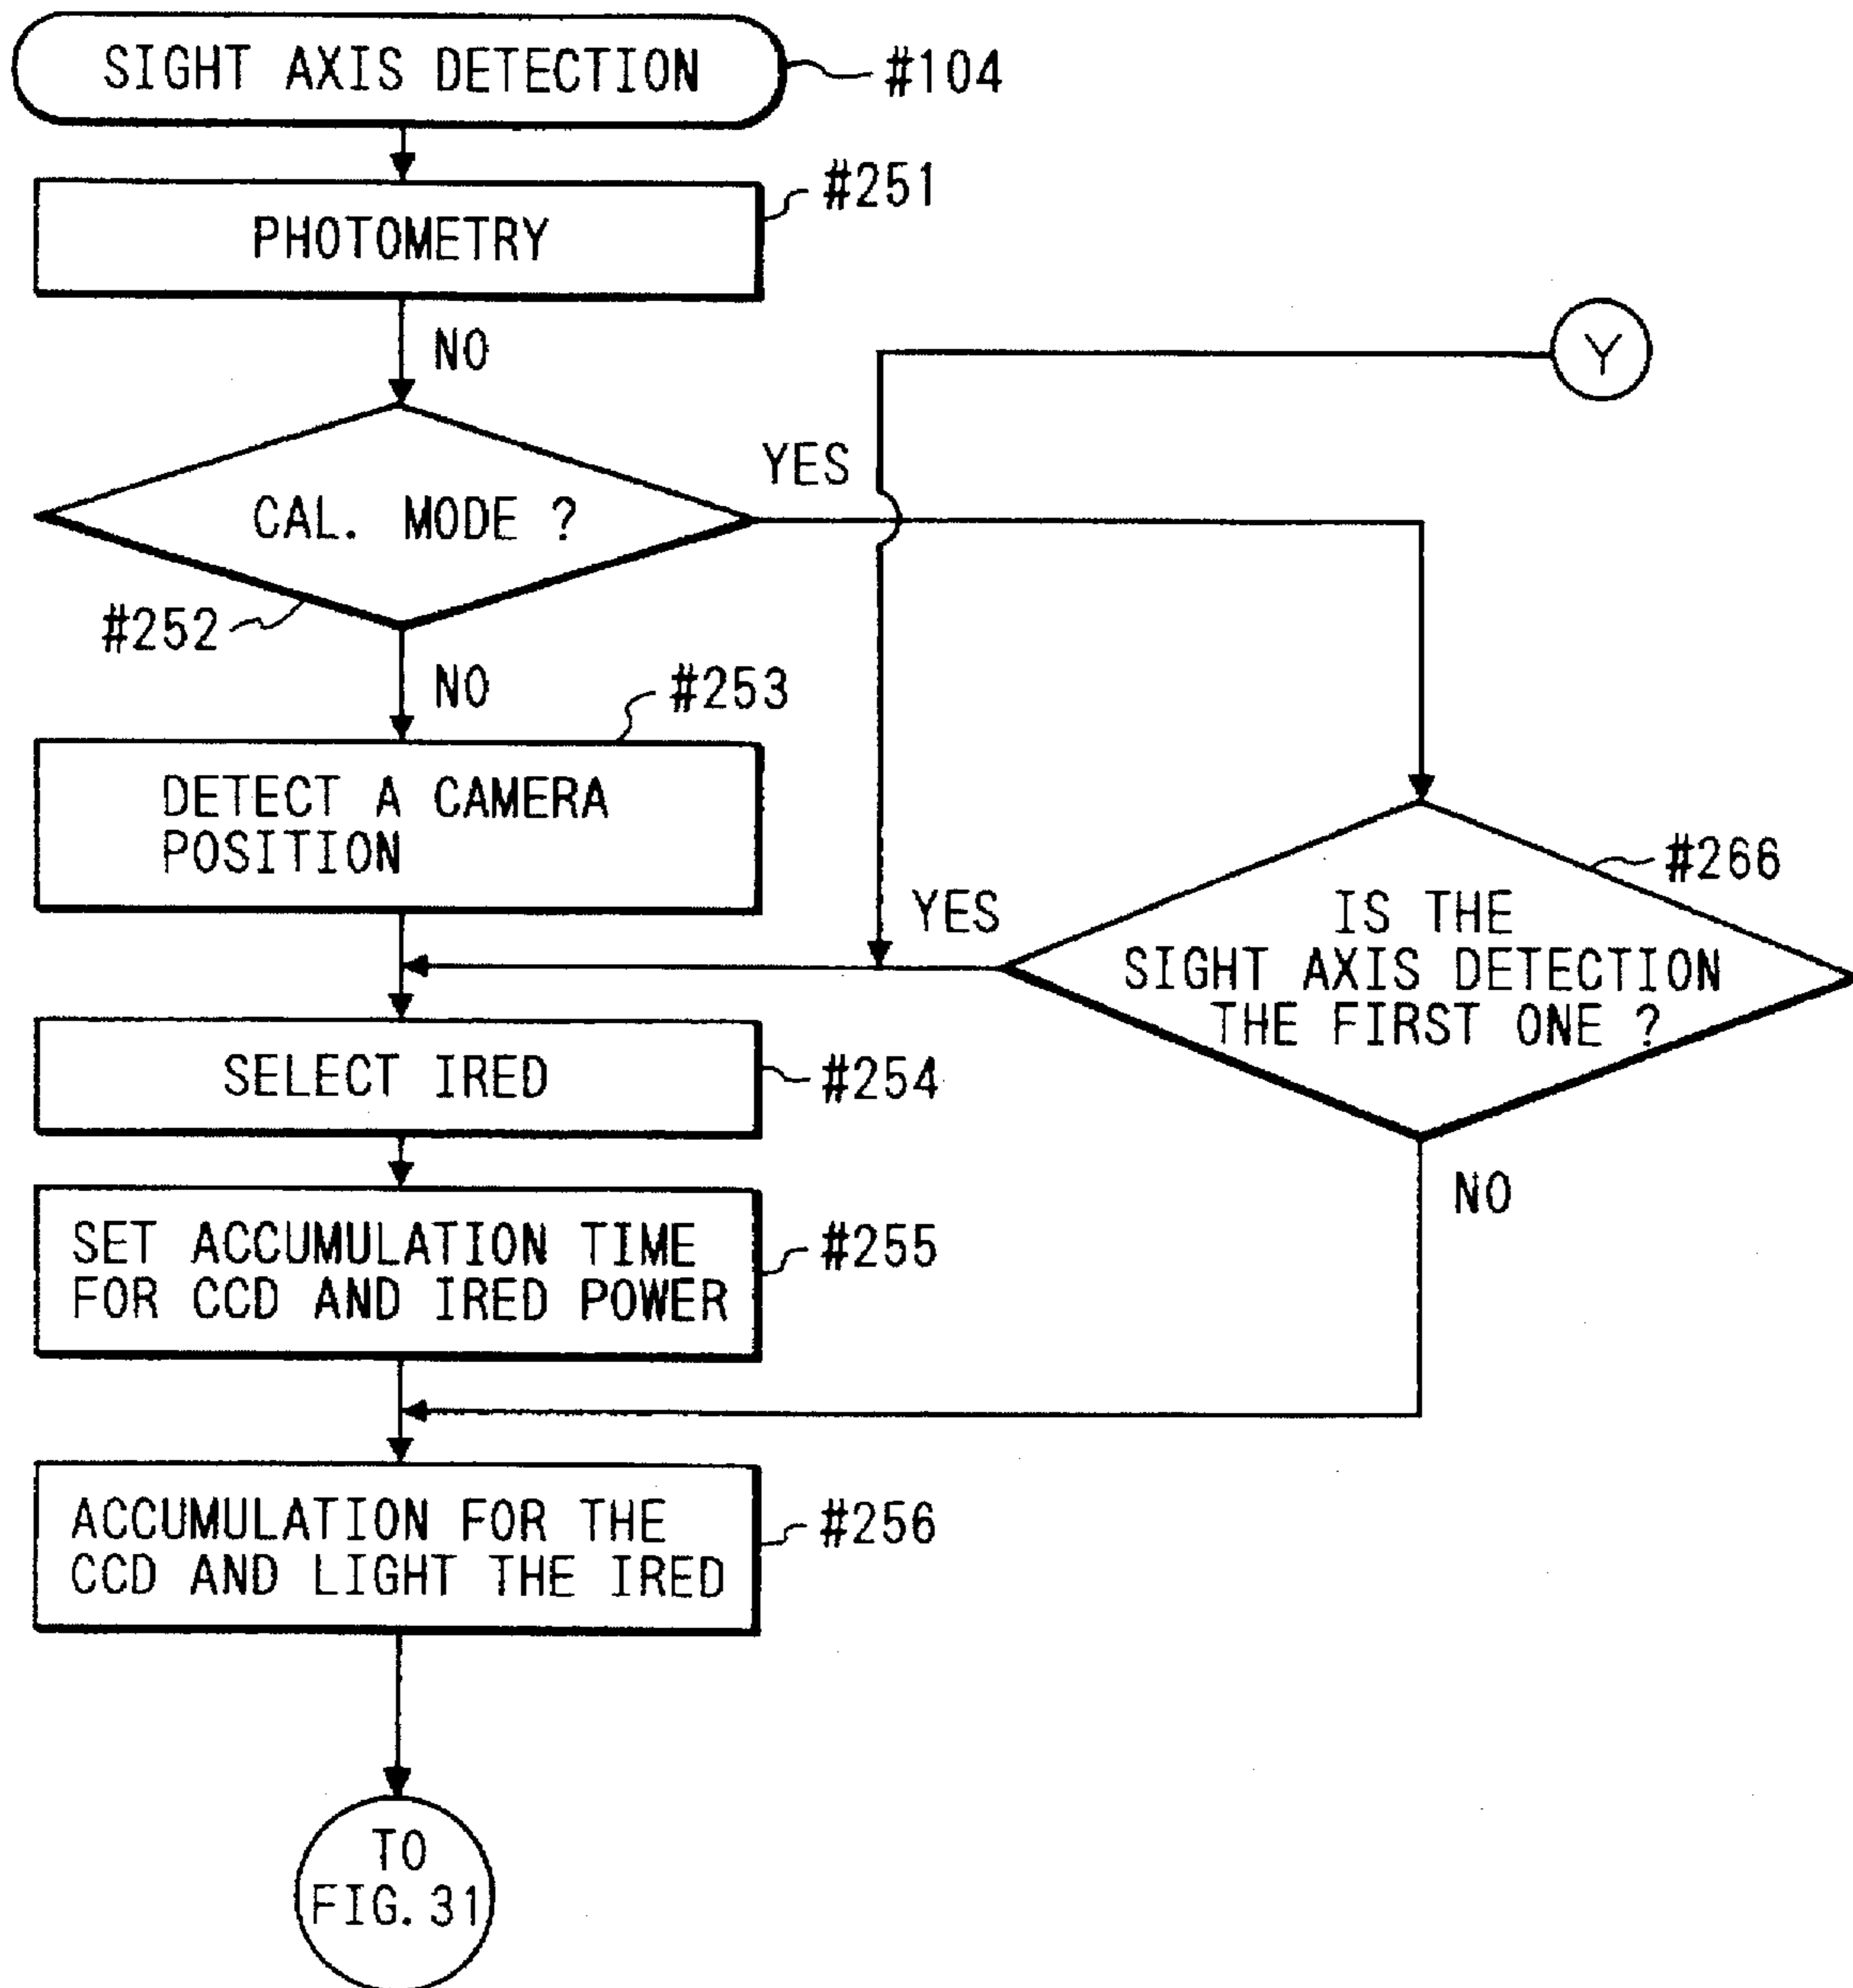 SIGHT AXIS DETECTION
#104
PHOTOMETRY
#251
NO
Y
CAL. MODE ?
YES
#252
NO
#253
DETECT A CAMERA
POSITION
#266
YES
IS THE
SIGHT AXIS DETECTION
THE FIRST ONE ?
SELECT IRED
#254
NO
SET ACCUMULATION TIME
FOR CCD AND IRED POWER
#255
ACCUMULATION FOR THE
CCD AND LIGHT THE IRED
#256
TO
FIG. 31